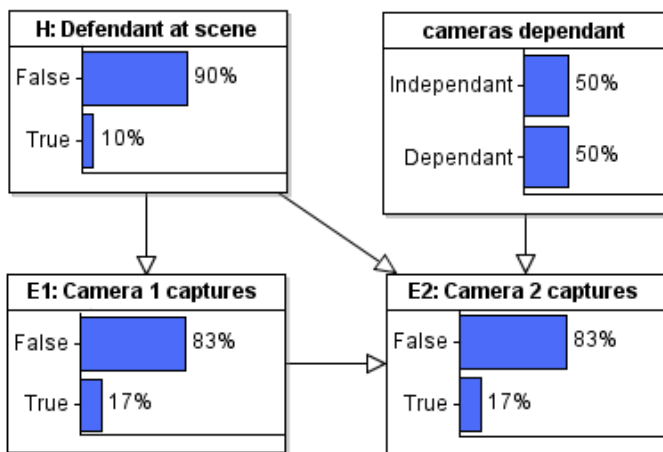 H: Defendant at scene
False 90%
True 10%
cameras dependant
Independant 50%
Dependant 50%
E1: Camera 1 captures
False 83%
True 17%
E2: Camera 2 captures
False 83%
True 17%